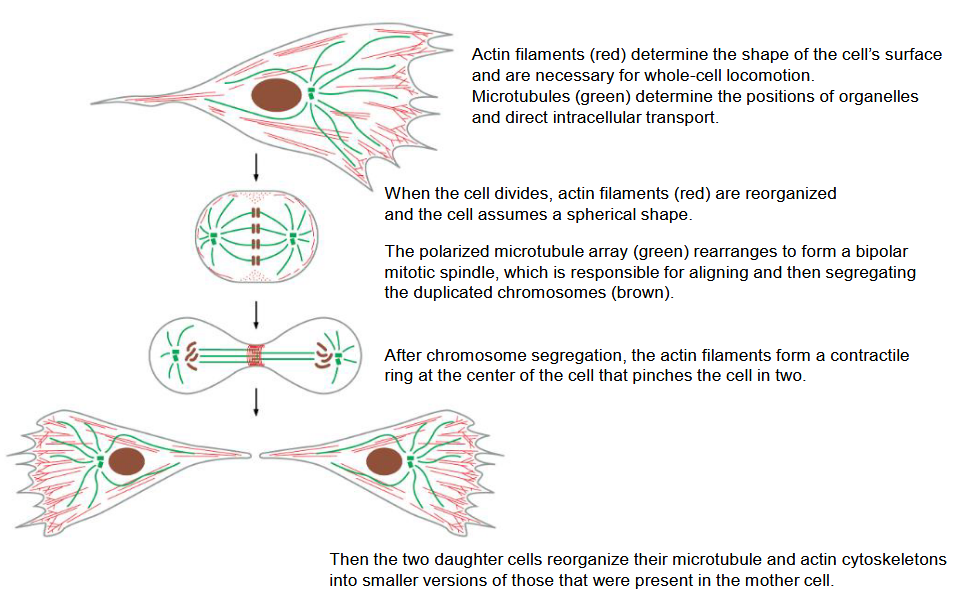 Actin filaments (red) determine the shape of the cell's surface
and are necessary for whole-cell locomotion.
Microtubules (green) determine the positions of organelles
and direct intracellular transport.
When the cell divides, actin filaments (red) are reorganized
and the cell assumes a spherical shape.
The polarized microtubule array (green) rearranges to form a bipolar
mitotic spindle, which is responsible for aligning and then segregating
the duplicated chromosomes (brown).
After chromosome segregation, the actin filaments form a contractile
ring at the center of the cell that pinches the cell in two.
Then the two daughter cells reorganize their microtubule and actin cytoskeletons
into smaller versions of those that were present in the mother cell.